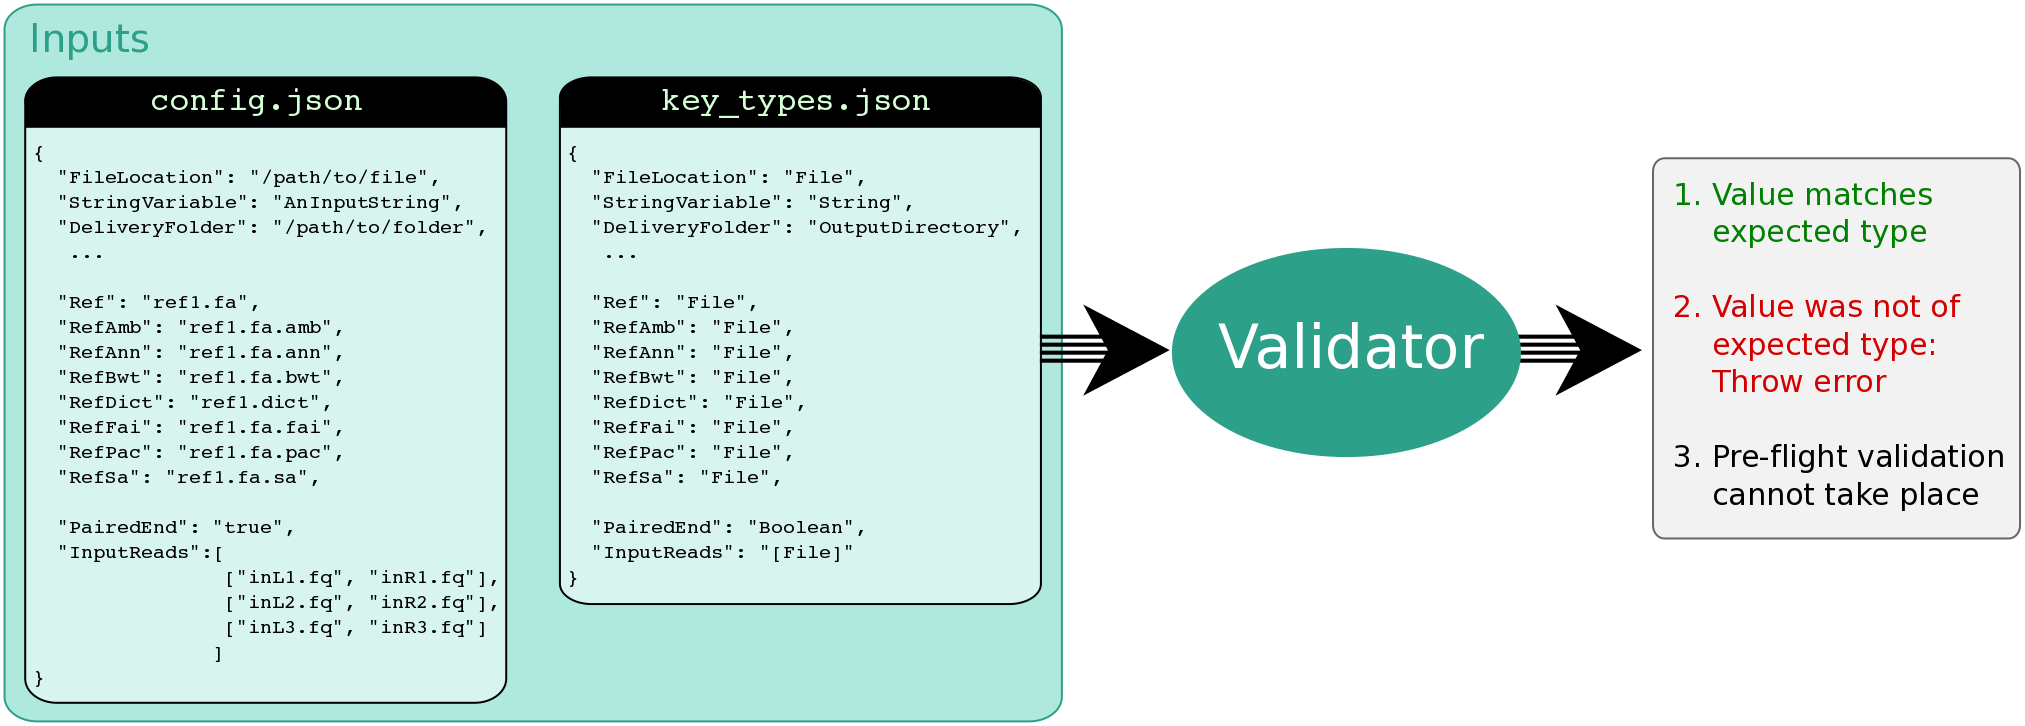 Inputs
config.json
{
  "FileLocation": "/path/to/file",
  "StringVariable": "AnInputString",
  "DeliveryFolder": "/path/to/folder",
   ...
  "Ref": "ref1.fa",
  "RefAmb": "ref1.fa.amb",
  "RefAnn": "ref1.fa.ann",
  "RefBwt": "ref1.fa.bwt",
  "RefDict": "ref1.dict",
  "RefFai": "ref1.fa.fai",
  "RefPac": "ref1.fa.pac",
  "RefSa": "ref1.fa.sa",
  "PairedEnd": "true",
  "InputReads":[
                ["inL1.fq", "inR1.fq"],
                ["inL2.fq", "inR2.fq"],
                ["inL3.fq", "inR3.fq"]
               ]
}
key_types.json
{
  "FileLocation": "File",
  "StringVariable": "String",
  "DeliveryFolder": "OutputDirectory",
   ...
  "Ref": "File",
  "RefAmb": "File",
  "RefAnn": "File",
  "RefBwt": "File",
  "RefDict": "File",
  "RefFai": "File",
  "RefPac": "File",
  "RefSa": "File",
  "PairedEnd": "Boolean",
  "InputReads": "[File]"
}
Validator
1. Value matches
expected type
2. Value was not of
expected type:
Throw error
3. Pre-flight validation
cannot take place